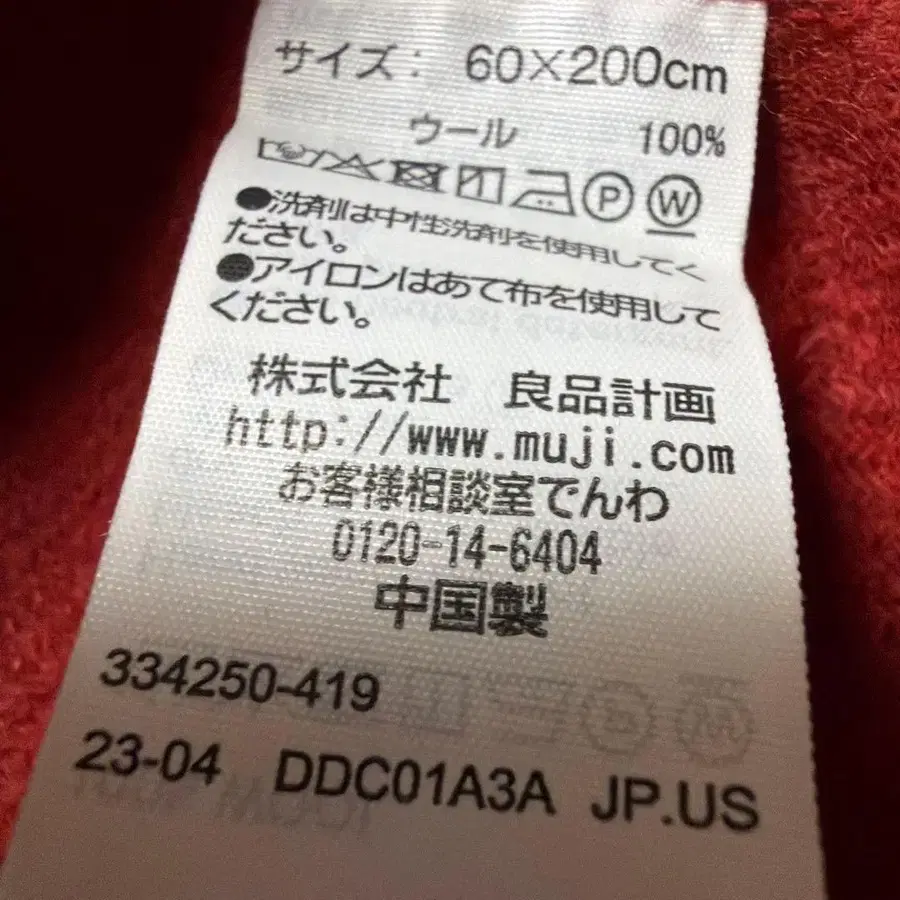 サイズ: 60×200cm
ウール 100%
P W
●洗剤は中性洗剤を使用してく
ださい。
●アイロンはあて布を使用して
ください。
株式会社 良品計画
http://www.muji.com
お客様相談室でんわ
0120-14-6404
中国製
334250-419
23-04 DDC01A3A JP.US